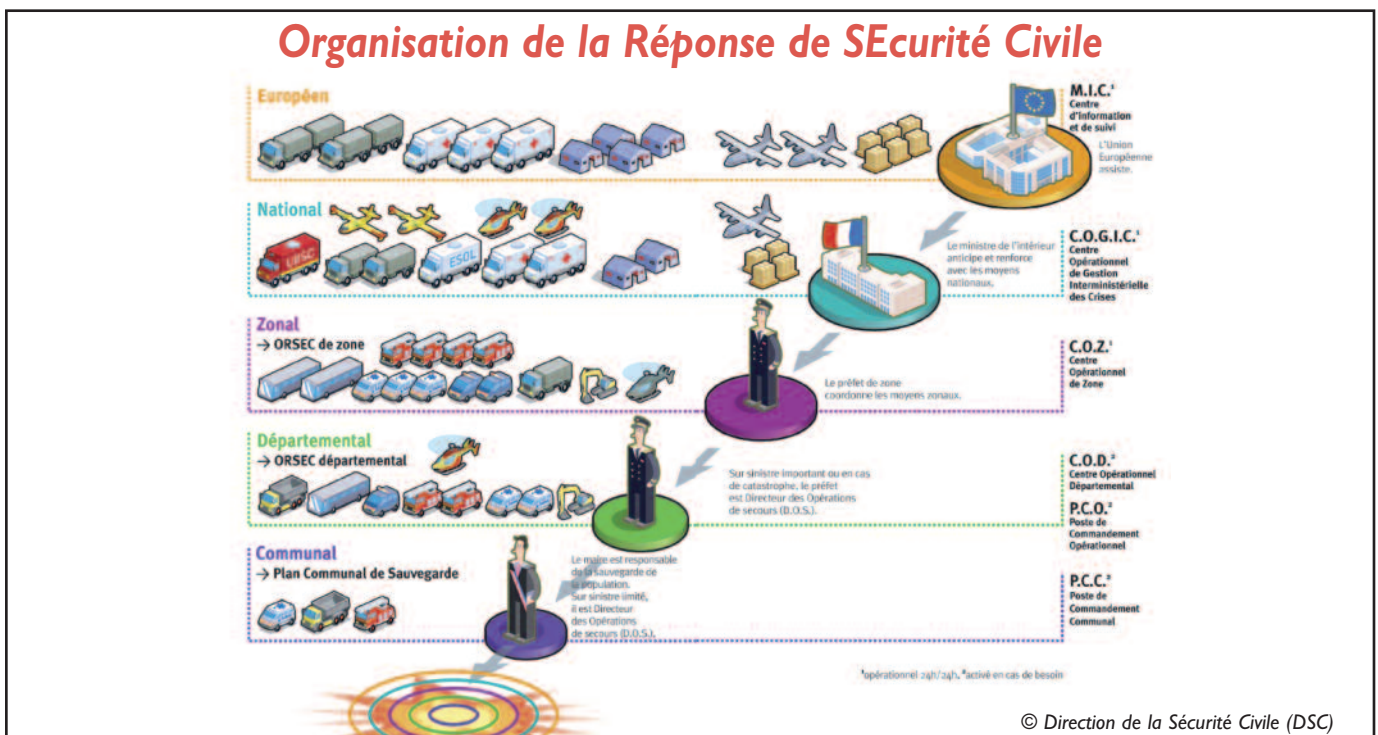 Organisation de la Réponse de SEcurité Civile
Européen
M.I.C.¹
Centre
d'Information
et de suivi
L'Union
Européenne
assiste.
National
UIISC
ESOL
Le ministre de l'intérieur
anticipe et renforce
avec les moyens
nationaux.
C.O.G.I.C.¹
Centre
Opérationnel
de Gestion
Interministérielle
des Crises
Zonal
→ ORSEC de zone
Le préfet de zone
coordonne les moyens zonaux.
C.O.Z.¹
Centre
Opérationnel
de Zone
Départemental
→ ORSEC départemental
Sur sinistre important ou en cas
de catastrophe, le préfet
est Directeur des Opérations
de secours (D.O.S.).
C.O.D.²
Centre Opérationnel
Départemental
P.C.O.²
Poste de
Commandement
Opérationnel
Communal
→ Plan Communal de Sauvegarde
Le maire est responsable
de la sauvegarde de
la population.
Sur sinistre limité,
il est Directeur
des Opérations
de secours (D.O.S.).
P.C.C.²
Poste de
Commandement
Communal
¹opérationnel 24h/24h, ²activé en cas de besoin
© Direction de la Sécurité Civile (DSC)